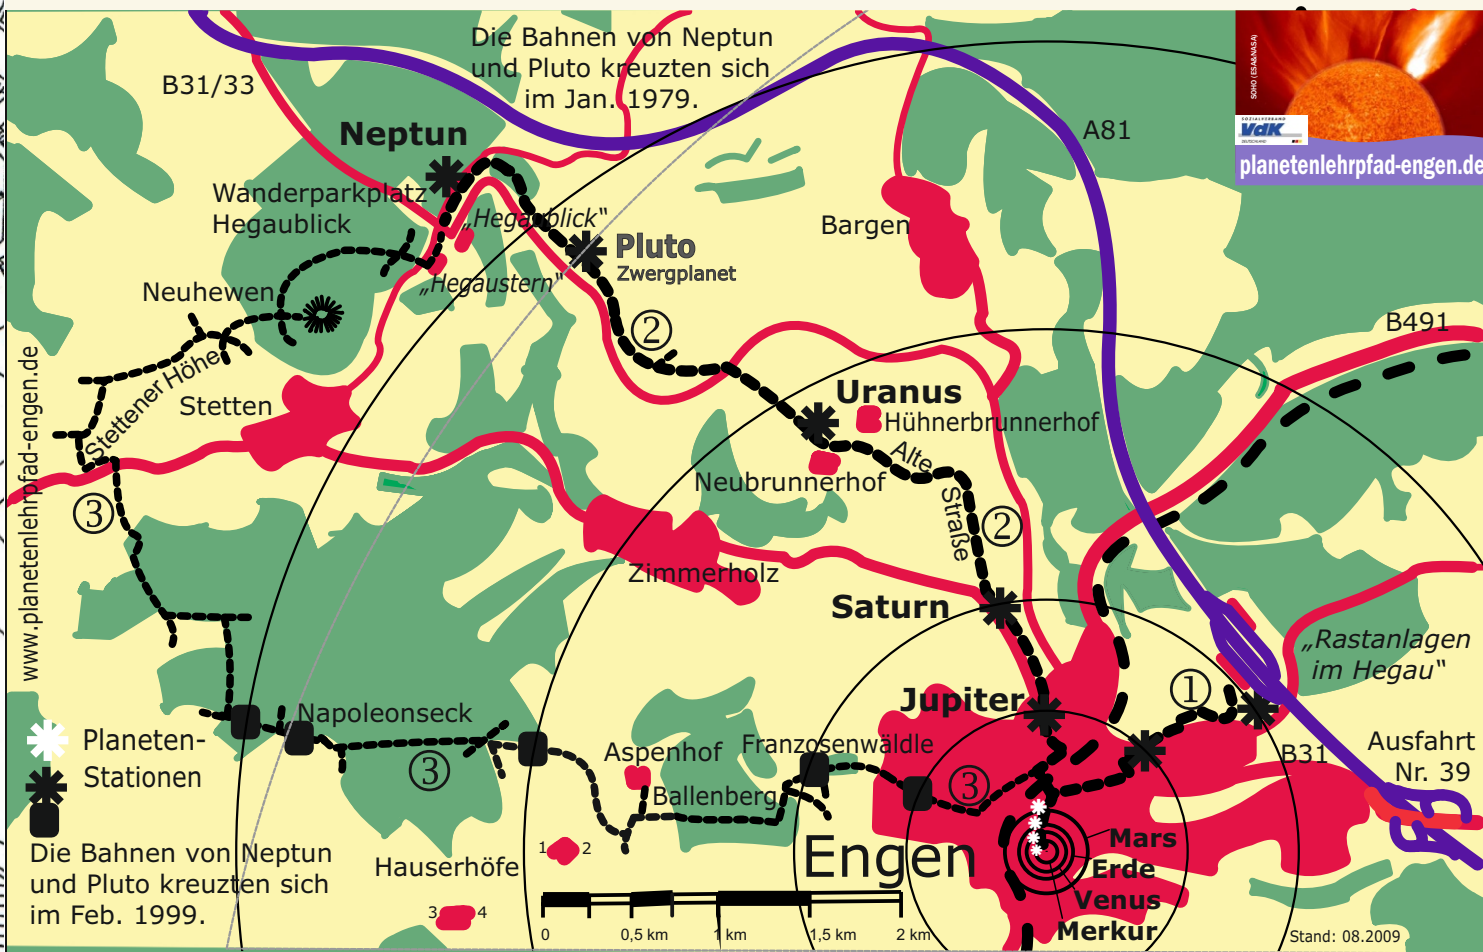 Die Bahnen von Neptun
und Pluto kreuzten sich
im Jan. 1979.
B31/33
Neptun
Wanderparkplatz
Hegaublick
„Hegaublick“
„Hegaustern“
Pluto
Zwergplanet
Neuhewen
Stettener Höhe
Stetten
www.planetenlehrpfad-engen.de
②
③
A81
Bargen
SOHO (ESA&NASA)
SOZIALVERBAND
VdK
DEUTSCHLAND
planetenlehrpfad-engen.de
B491
Uranus
Hühnerbrunnerhof
Neubrunnerhof
Alte
Straße
②
Zimmerholz
Saturn
„Rastanlagen
im Hegau“
①
Jupiter
Napoleonseck
③
Aspenhof
Franzosenwäldle
③
Ballenberg
B31
Ausfahrt
Nr. 39
Planeten-
Stationen
Die Bahnen von Neptun
und Pluto kreuzten sich
im Feb. 1999.
Hauserhöfe
1 2
3 4
Engen
Mars
Erde
Venus
Merkur
0 0,5 km 1 km 1,5 km 2 km
Stand: 08.2009